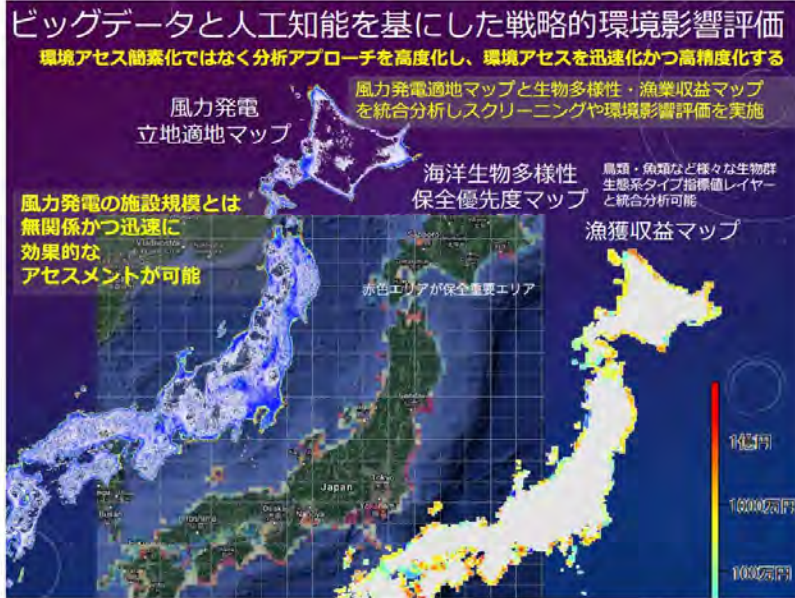 ビッグデータと人工知能を基にした戦略的環境影響評価
環境アセス簡素化ではなく分析アプローチを高度化し、環境アセスを迅速化かつ高精度化する
風力発電適地マップと生物多様性・漁業収益マップ
を統合分析しスクリーニングや環境影響評価を実施
風力発電
立地適地マップ
海洋生物多様性
保全優先度マップ
鳥類・魚類など様々な生物群
生態系タイプ指標値レイヤー
と統合分析可能
風力発電の施設規模とは
無関係かつ迅速に
効果的な
アセスメントが可能
漁獲収益マップ
Vladivostok
Sapporo
赤色エリアが保全重要エリア
Sendai
1億円
Japan
Tokyo
1000万円
Busan
Hiroshima
Osaka
Nagoya
100万円